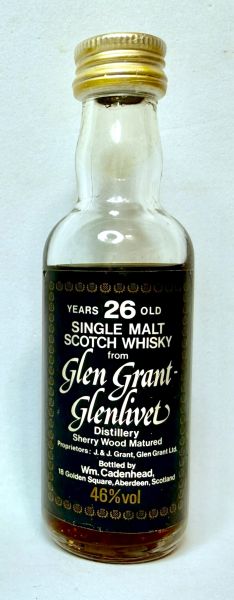 YEARS 26 OLD
SINGLE MALT
SCOTCH WHISKY
from
Glen Grant-
Glenlivet
Distillery
Sherry Wood Matured
Proprietors: J. & J. Grant, Glen Grant Ltd.
Bottled by
Wm. Cadenhead,
18 Golden Square, Aberdeen, Scotland
46%vol